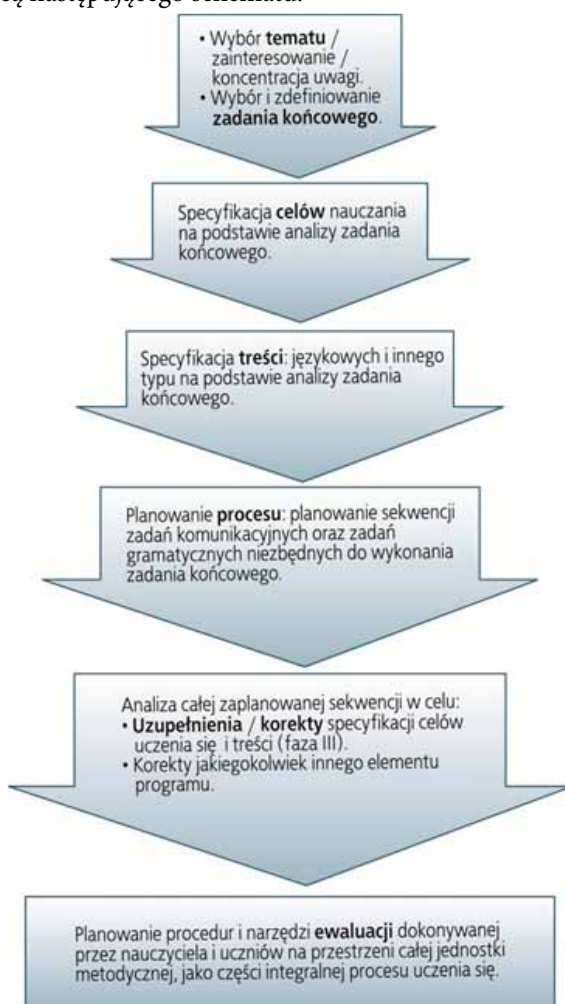 następującego schematu:
• Wybór tematu /
zainteresowanie /
koncentracja uwagi.
• Wybór i zdefiniowanie
zadania końcowego.
Specyfikacja celów nauczania
na podstawie analizy zadania
końcowego.
Specyfikacja treści: językowych i innego
typu na podstawie analizy zadania
końcowego.
Planowanie procesu: planowanie sekwencji
zadań komunikacyjnych oraz zadań
gramatycznych niezbędnych do wykonania
zadania końcowego.
Analiza całej zaplanowanej sekwencji w celu:
• Uzupełnienia / korekty specyfikacji celów
uczenia się i treści (faza III).
• Korekty jakiegokolwiek innego elementu
programu.
Planowanie procedur i narzędzi ewaluacji dokonywanej
przez nauczyciela i uczniów na przestrzeni całej jednostki
metodycznej, jako części integralnej procesu uczenia się.